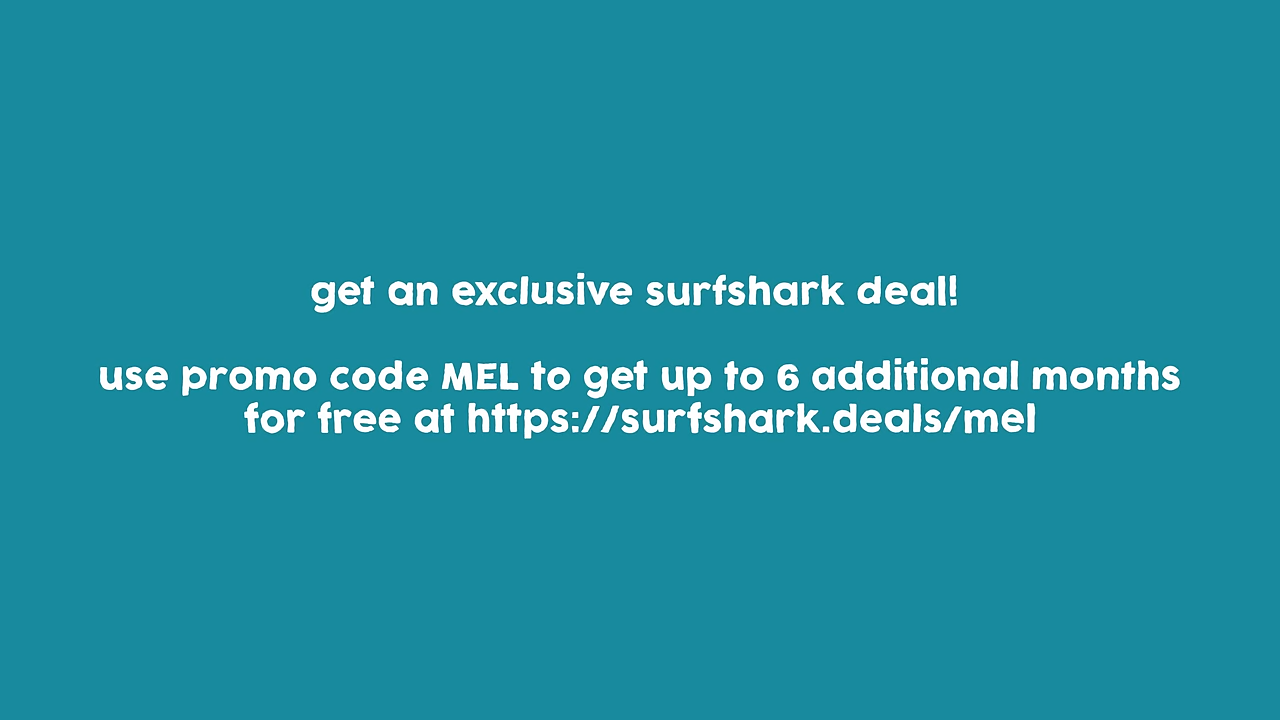 get an exclusive surfshark deal!
use promo code MEL to get up to 6 additional months
for free at https://surfshark.deals/mel